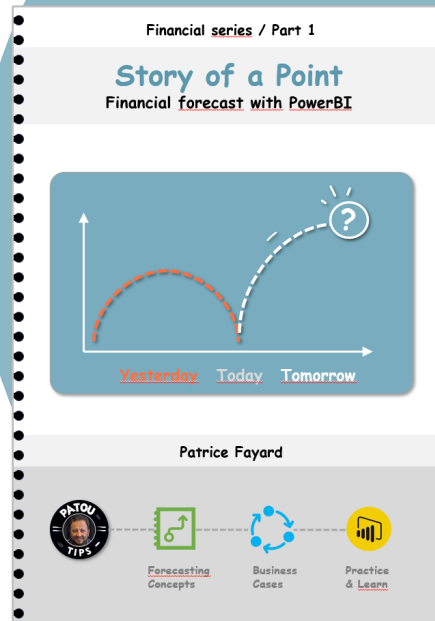 Financial series / Part 1
Story of a Point
Financial forecast with PowerBI
?
Yesterday Today Tomorrow
Patrice Fayard
PATOU
TIPS
Forecasting
Concepts
Business
Cases
Practice
& Learn